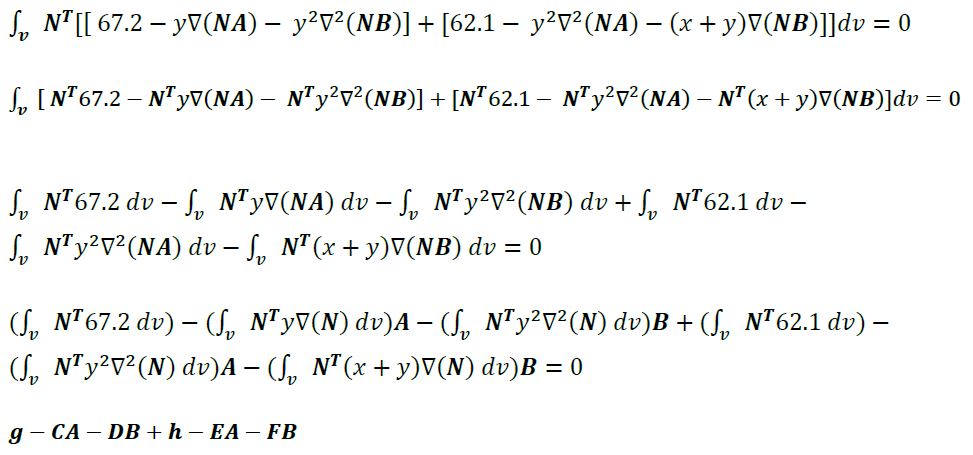 ∫ᵥ Nᵀ[[ 67.2 − y∇(NA) − y²∇²(NB)] + [62.1 − y²∇²(NA) − (x + y)∇(NB)]]dv = 0
∫ᵥ [ Nᵀ67.2 − Nᵀy∇(NA) − Nᵀy²∇²(NB)] + [Nᵀ62.1 − Nᵀy²∇²(NA) − Nᵀ(x + y)∇(NB)]dv = 0
∫ᵥ Nᵀ67.2 dv − ∫ᵥ Nᵀy∇(NA) dv − ∫ᵥ Nᵀy²∇²(NB) dv + ∫ᵥ Nᵀ62.1 dv −
∫ᵥ Nᵀy²∇²(NA) dv − ∫ᵥ Nᵀ(x + y)∇(NB) dv = 0
(∫ᵥ Nᵀ67.2 dv) − (∫ᵥ Nᵀy∇(N) dv)A − (∫ᵥ Nᵀy²∇²(N) dv)B + (∫ᵥ Nᵀ62.1 dv) −
(∫ᵥ Nᵀy²∇²(N) dv)A − (∫ᵥ Nᵀ(x + y)∇(N) dv)B = 0
g − CA − DB + h − EA − FB